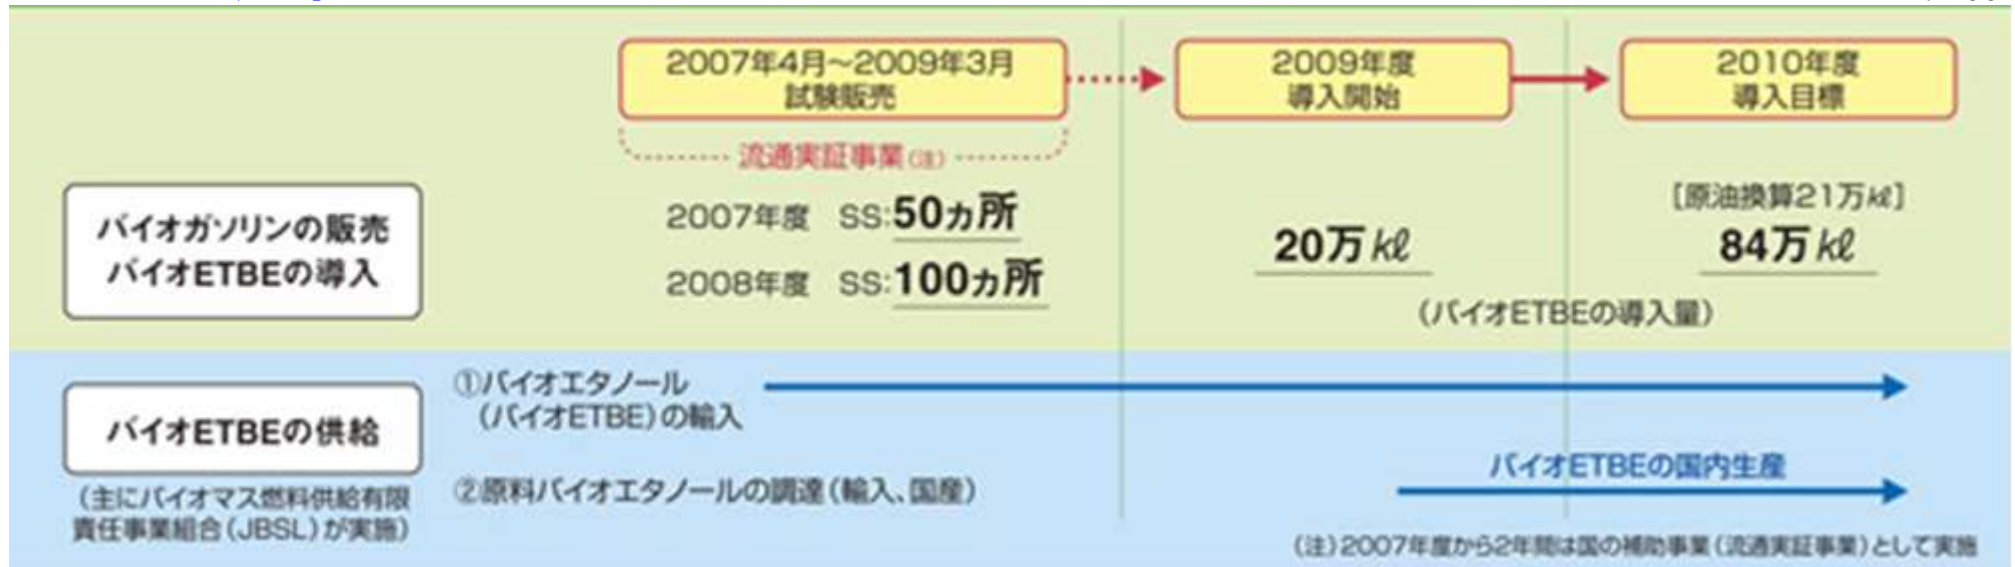 2007年4月～2009年3月
試験販売
2009年度
導入開始
2010年度
導入目標
流通実証事業(注)
バイオガソリンの販売
バイオETBEの導入
2007年度 SS:50ヵ所
2008年度 SS:100ヵ所
20万㎘
[原油換算21万㎘]
84万㎘
(バイオETBEの導入量)
バイオETBEの供給
(主にバイオマス燃料供給有限
責任事業組合(JBSL)が実施)
①バイオエタノール
(バイオETBE)の輸入
②原料バイオエタノールの調達(輸入、国産)
バイオETBEの国内生産
(注)2007年度から2年間は国の補助事業(流通実証事業)として実施